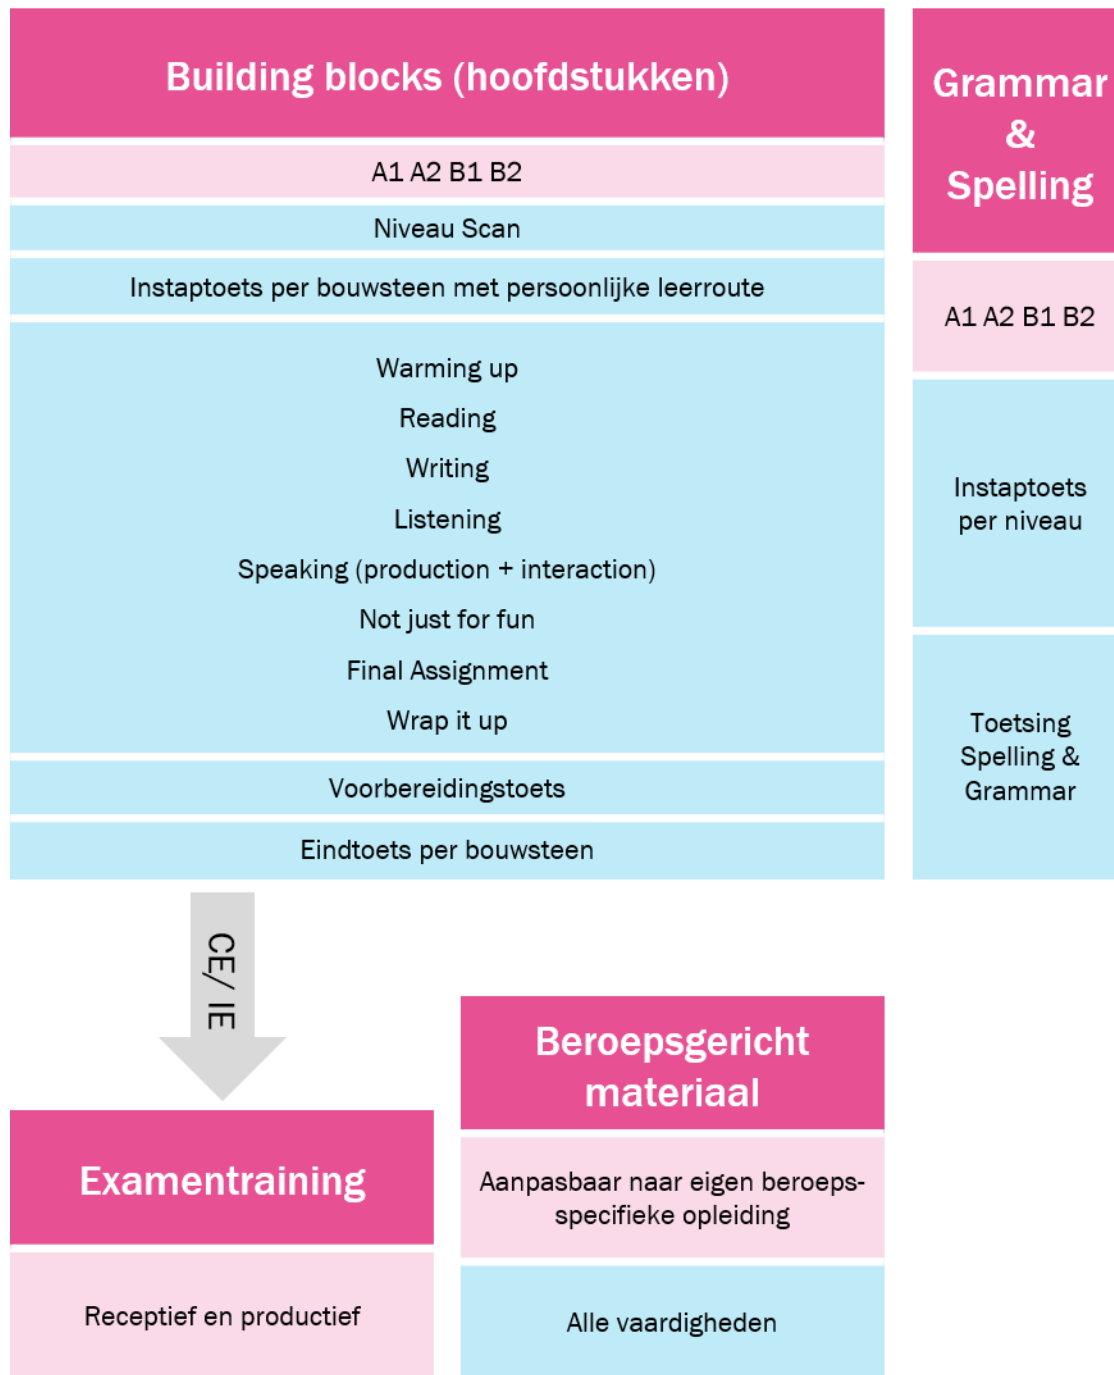 Building blocks (hoofdstukken)
A1 A2 B1 B2
Niveau Scan
Instaptoets per bouwsteen met persoonlijke leerroute
Warming up
Reading
Writing
Listening
Speaking (production + interaction)
Not just for fun
Final Assignment
Wrap it up
Voorbereidingstoets
Eindtoets per bouwsteen
Grammar
&
Spelling
A1 A2 B1 B2
Instaptoets
per niveau
Toetsing
Spelling &
Grammar
CE/ IE
Examentraining
Receptief en productief
Beroepsgericht
materiaal
Aanpasbaar naar eigen beroeps-
specifieke opleiding
Alle vaardigheden